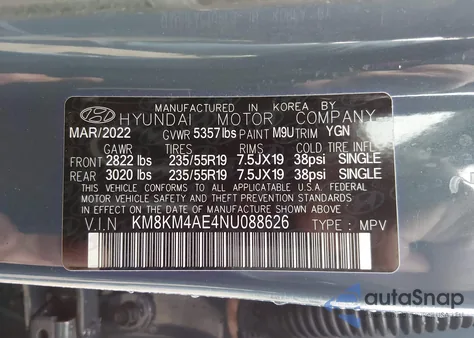 MANUFACTURED IN KOREA BY
HYUNDAI MOTOR COMPANY
MAR/2022 GVWR 5357lbs PAINT M9U TRIM YGN
GAWR TIRES RIMS COLD TIRE INFL.
FRONT 2822 lbs 235/55R19 7.5JX19 38psi SINGLE
REAR 3020 lbs 235/55R19 7.5JX19 38psi SINGLE
THIS VEHICLE CONFORMS TO ALL APPLICABLE U.S. FEDERAL
MOTOR VEHICLE SAFETY AND THEFT PREVENTION STANDARDS
IN EFFECT ON THE DATE OF MANUFACTURE SHOWN ABOVE.
V.I.N KM8KM4AE4NU088626 TYPE : MPV
autoSnap